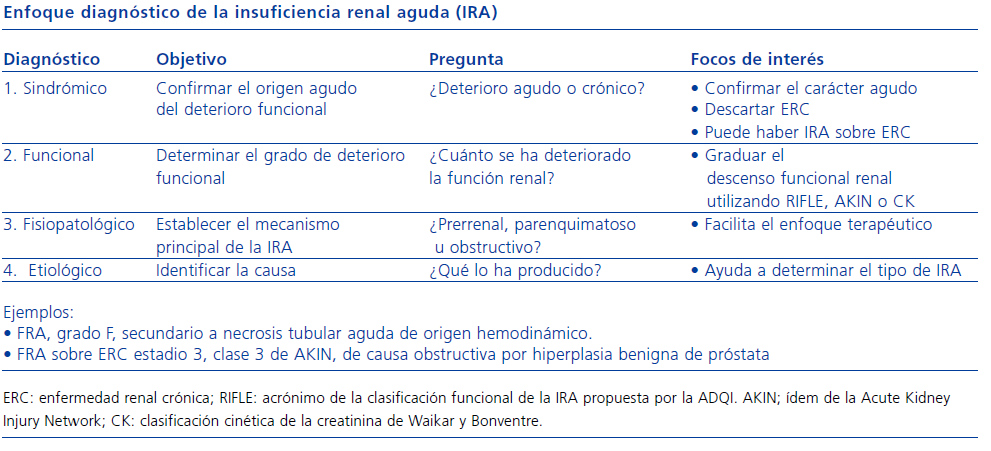 Enfoque diagnóstico de la insuficiencia renal aguda (IRA)
Diagnóstico Objetivo Pregunta Focos de interés
1. Sindrómico Confirmar el origen agudo ¿Deterioro agudo o crónico? • Confirmar el carácter agudo
del deterioro funcional • Descartar ERC
• Puede haber IRA sobre ERC
2. Funcional Determinar el grado de deterioro ¿Cuánto se ha deteriorado • Graduar el
funcional la función renal? descenso funcional renal
utilizando RIFLE, AKIN o CK
3. Fisiopatológico Establecer el mecanismo ¿Prerrenal, parenquimatoso • Facilita el enfoque terapéutico
principal de la IRA u obstructivo?
4. Etiológico Identificar la causa ¿Qué lo ha producido? • Ayuda a determinar el tipo de IRA
Ejemplos:
• FRA, grado F, secundario a necrosis tubular aguda de origen hemodinámico.
• FRA sobre ERC estadio 3, clase 3 de AKIN, de causa obstructiva por hiperplasia benigna de próstata
ERC: enfermedad renal crónica; RIFLE: acrónimo de la clasificación funcional de la IRA propuesta por la ADQI. AKIN; ídem de la Acute Kidney
Injury Network; CK: clasificación cinética de la creatinina de Waikar y Bonventre.